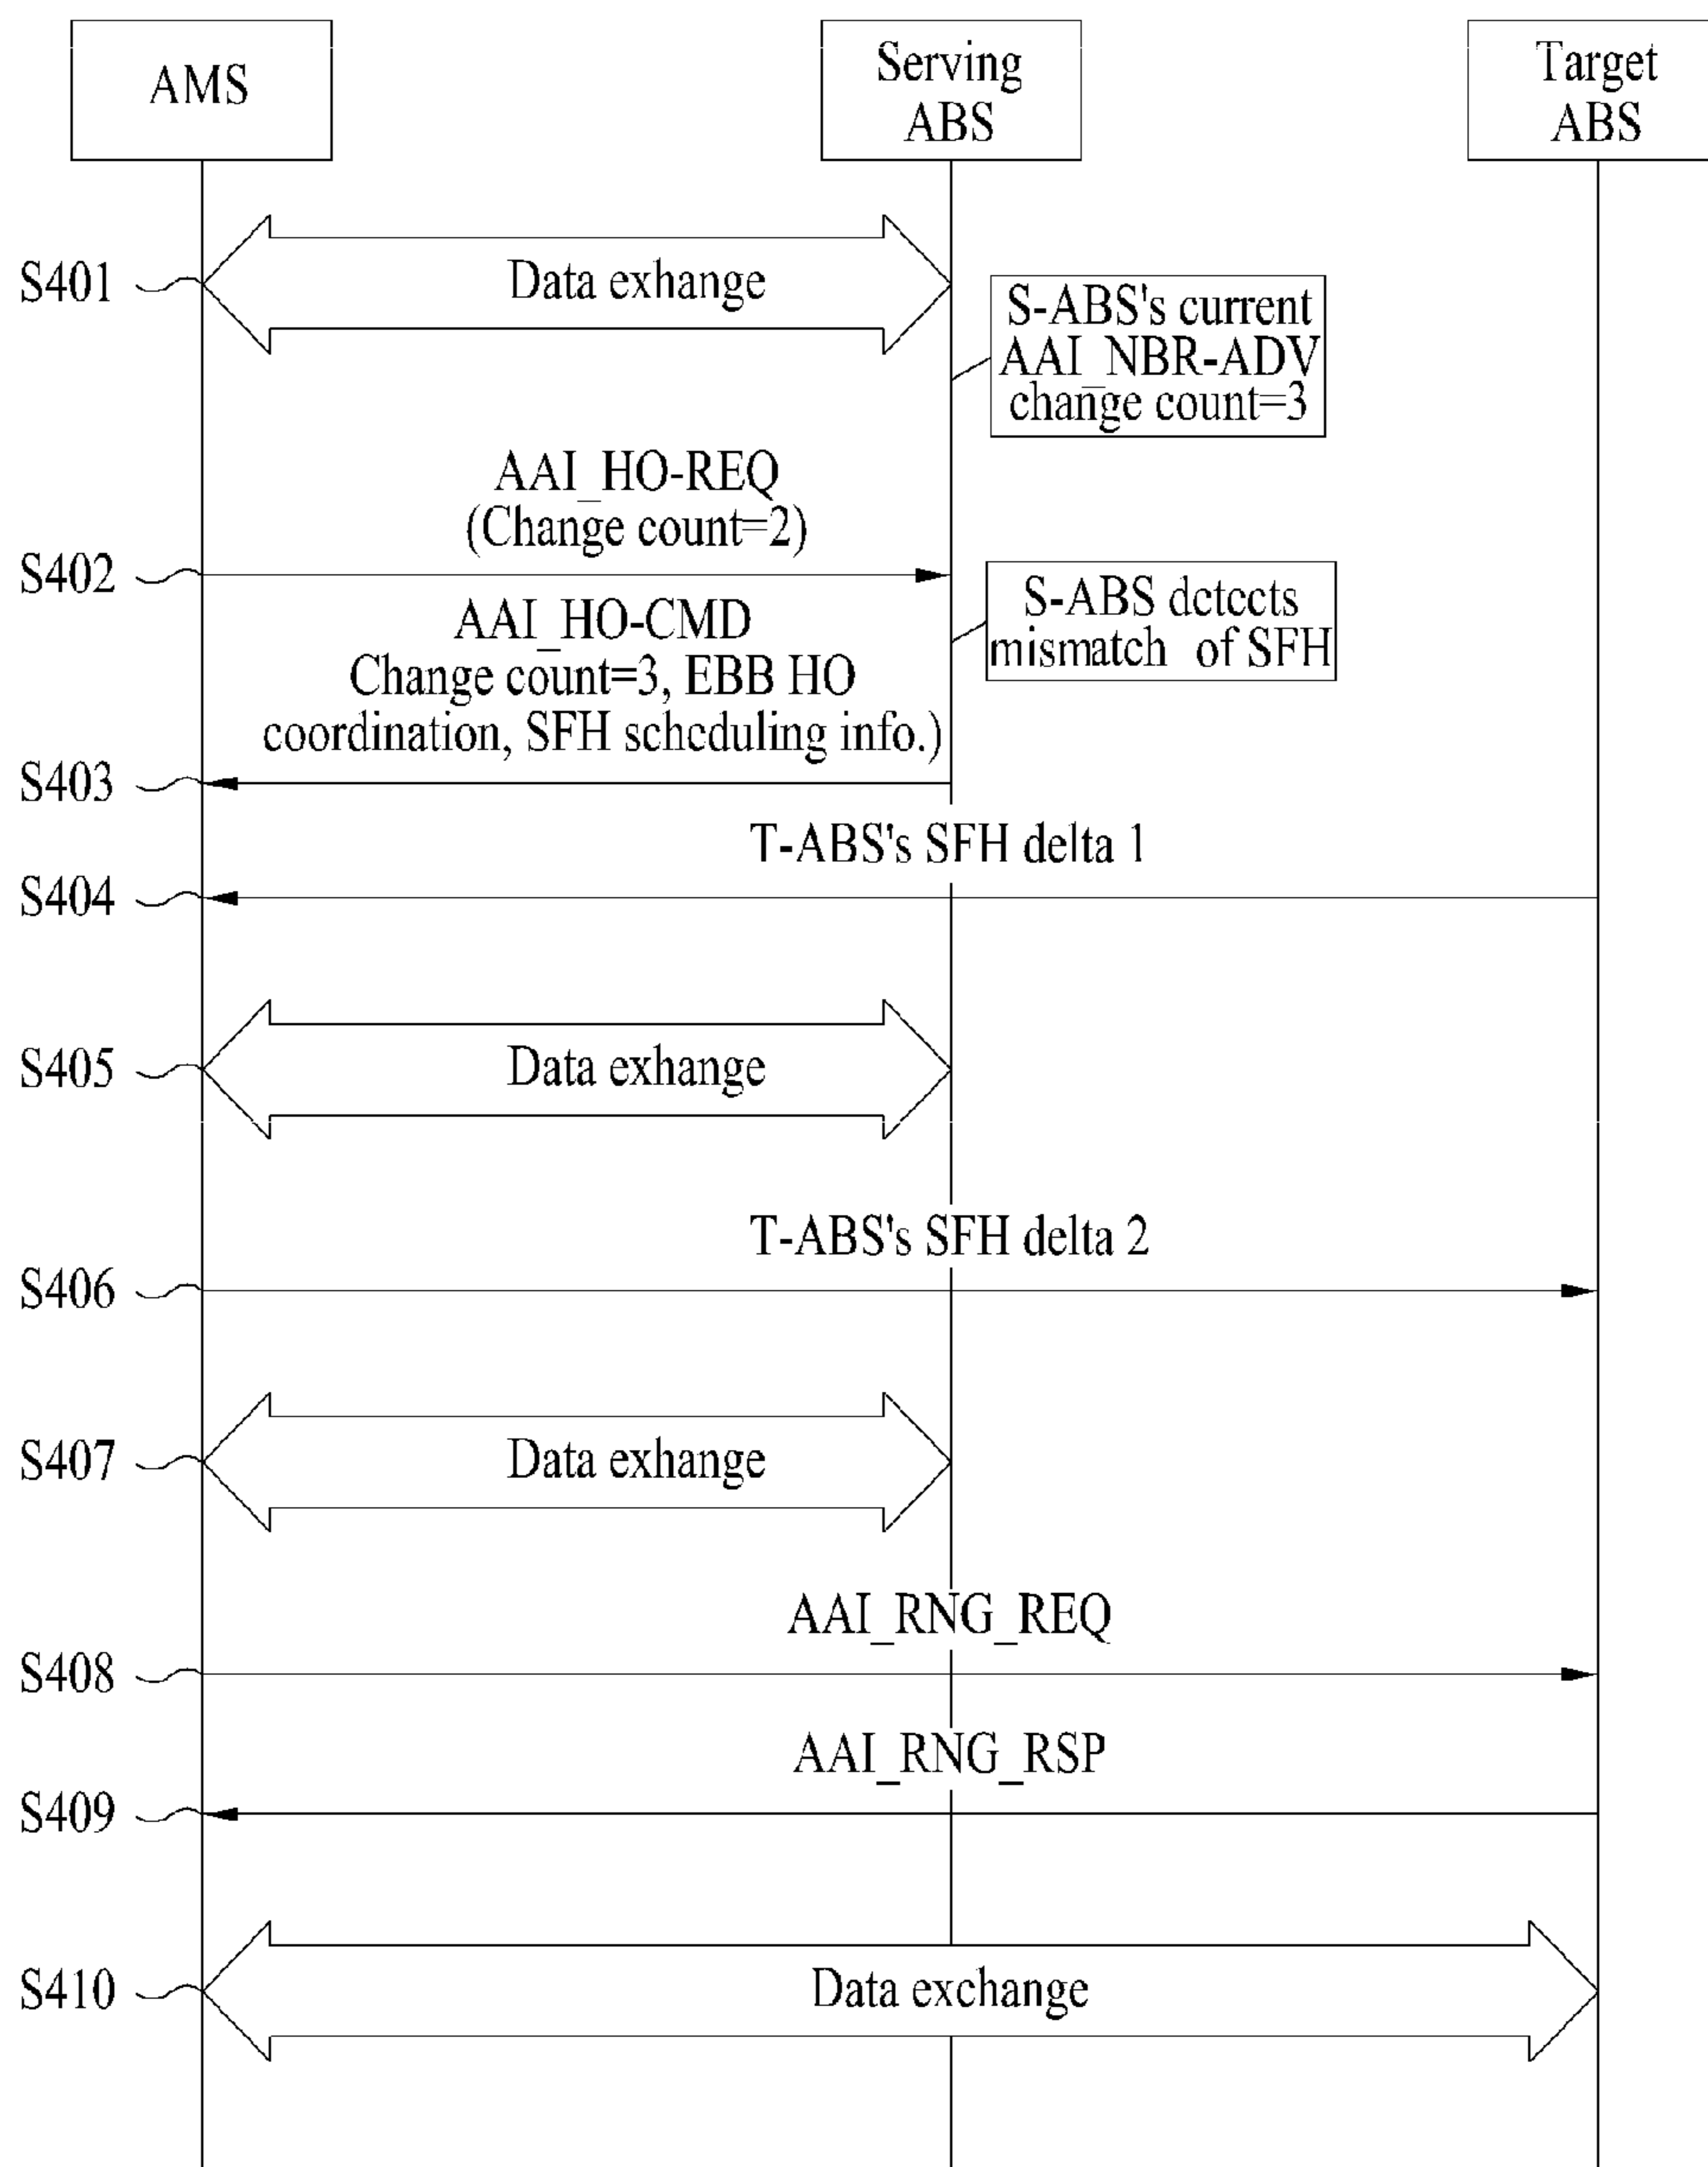 AMS
Serving
ABS
Target
ABS
S401
Data exhange
S-ABS's current
AAI_NBR-ADV
change count=3
AAI_HO-REQ
(Change count=2)
S402
S-ABS detects
mismatch of SFH
AAI_HO-CMD
Change count=3, EBB HO
coordination, SFH scheduling info.)
S403
T-ABS's SFH delta 1
S404
S405
Data exhange
T-ABS's SFH delta 2
S406
S407
Data exhange
AAI_RNG_REQ
S408
AAI_RNG_RSP
S409
S410
Data exchange